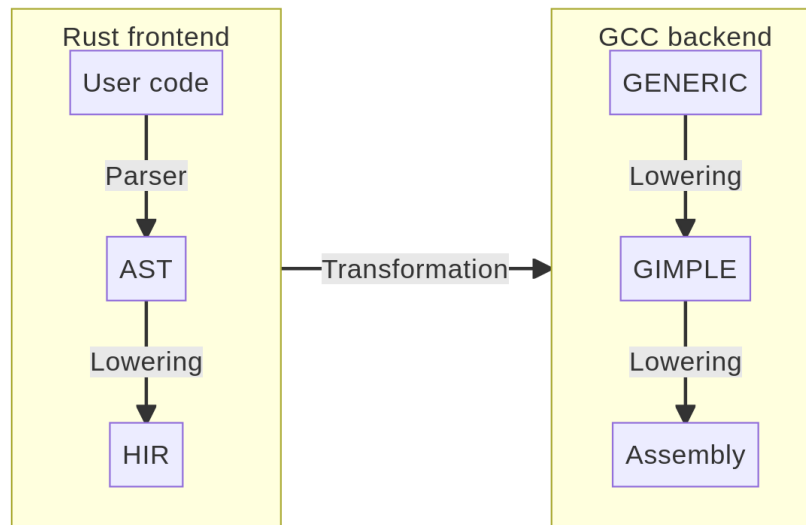 Rust frontend
User code
Parser
AST
Lowering
HIR
Transformation
GCC backend
GENERIC
Lowering
GIMPLE
Lowering
Assembly